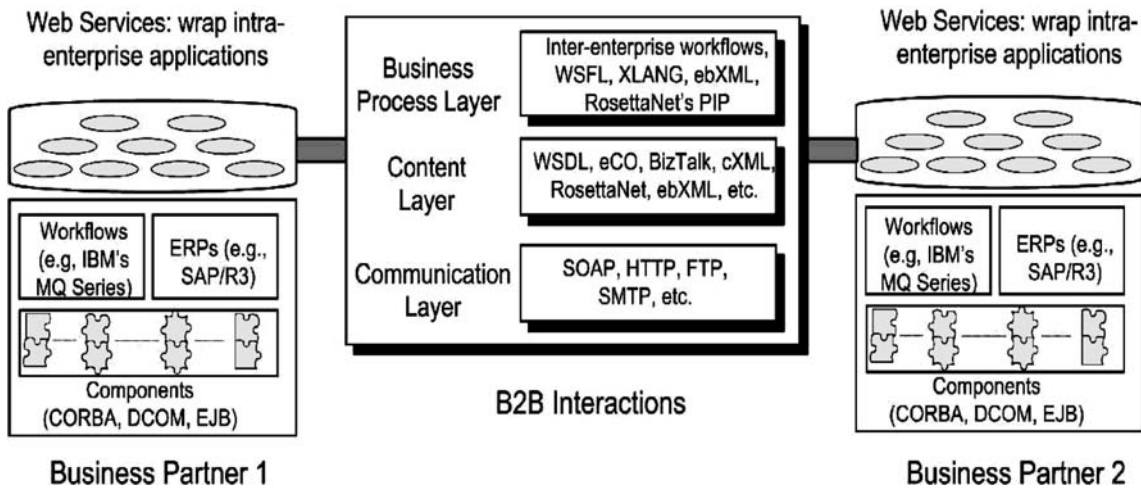 Web Services: wrap intra-
enterprise applications
Workflows
(e.g, IBM's
MQ Series)
ERPs (e.g.,
SAP/R3)
Components
(CORBA, DCOM, EJB)
Business Partner 1
Business
Process Layer
Inter-enterprise workflows,
WSFL, XLANG, ebXML,
RosettaNet's PIP
Content
Layer
WSDL, eCO, BizTalk, cXML,
RosettaNet, ebXML, etc.
Communication
Layer
SOAP, HTTP, FTP,
SMTP, etc.
B2B Interactions
Web Services: wrap intra-
enterprise applications
Workflows
(e.g, IBM's
MQ Series)
ERPs (e.g.,
SAP/R3)
Components
(CORBA, DCOM, EJB)
Business Partner 2